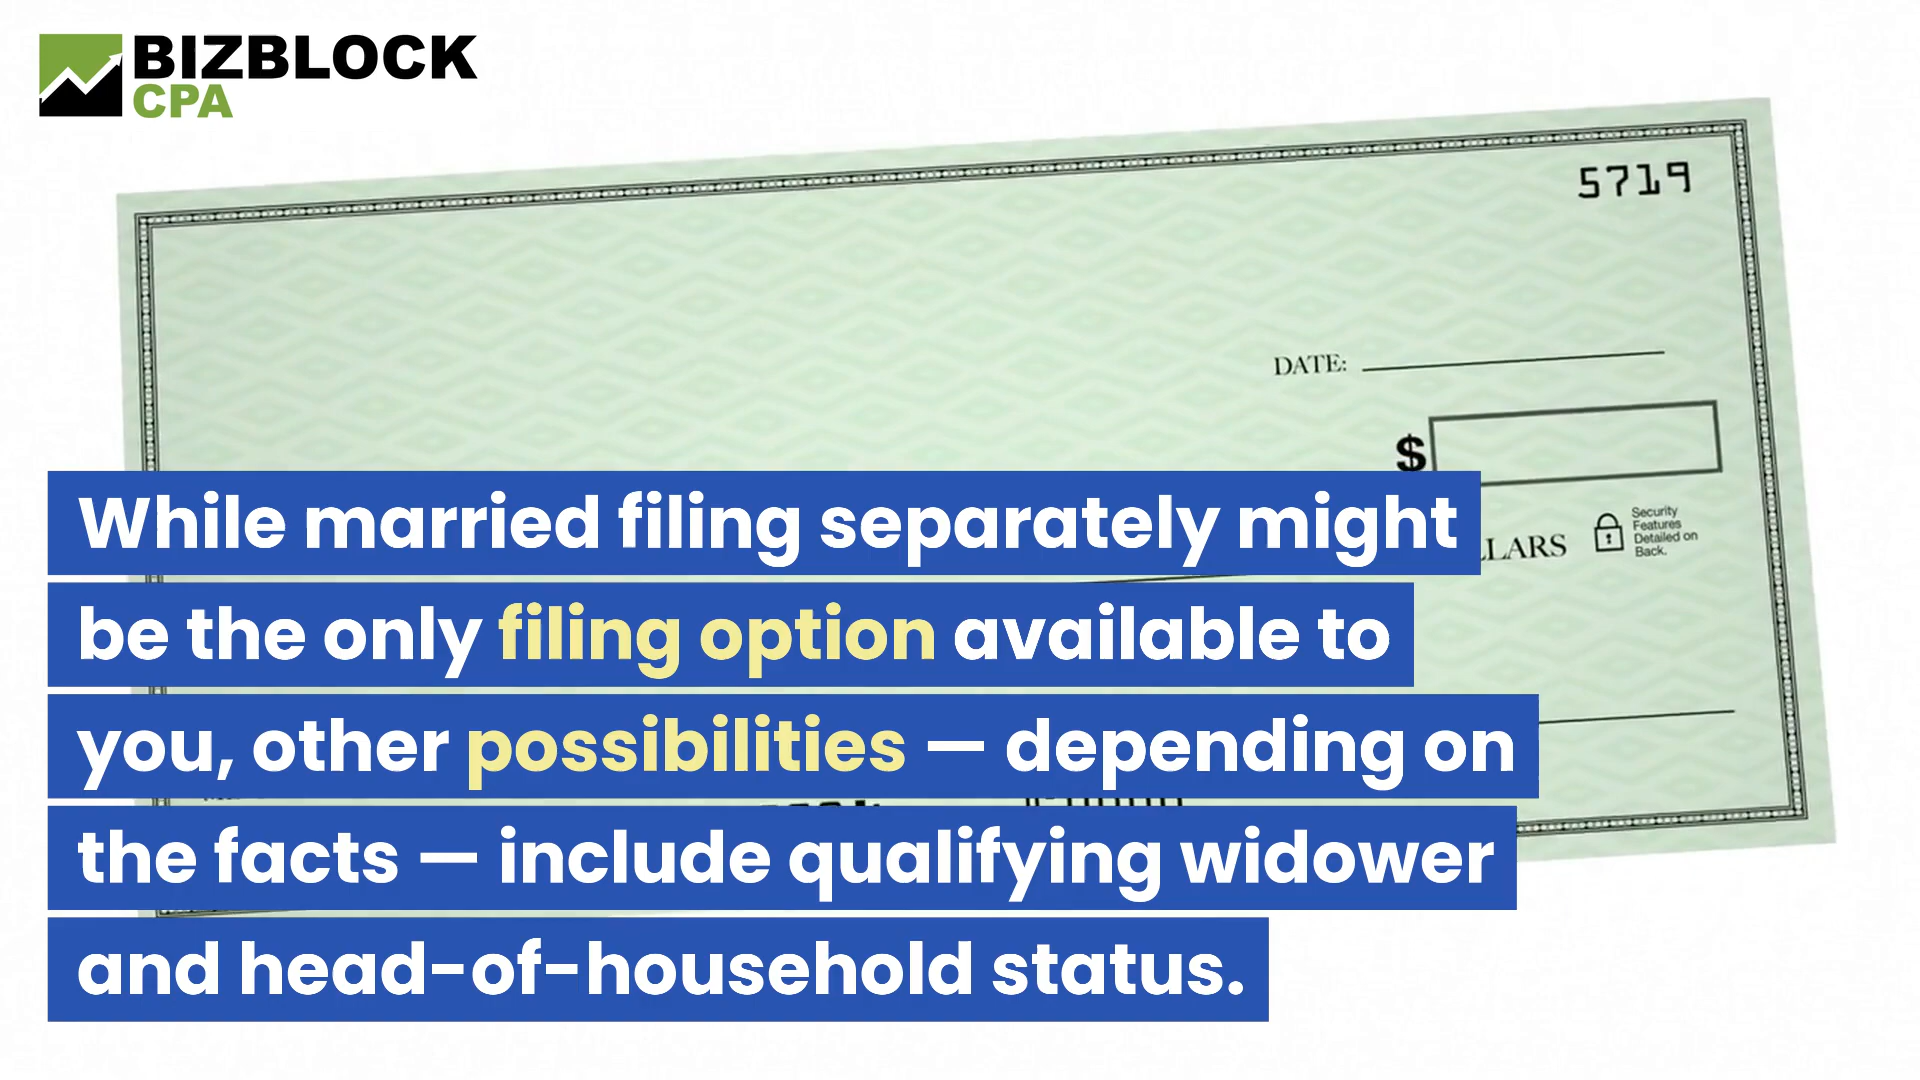 BIZBLOCK
CPA
5719
DATE:
$
While married filing separately might
Security
Features
Detailed on
Back.
be the only filing option available to
you, other possibilities — depending on
the facts — include qualifying widower
and head-of-household status.